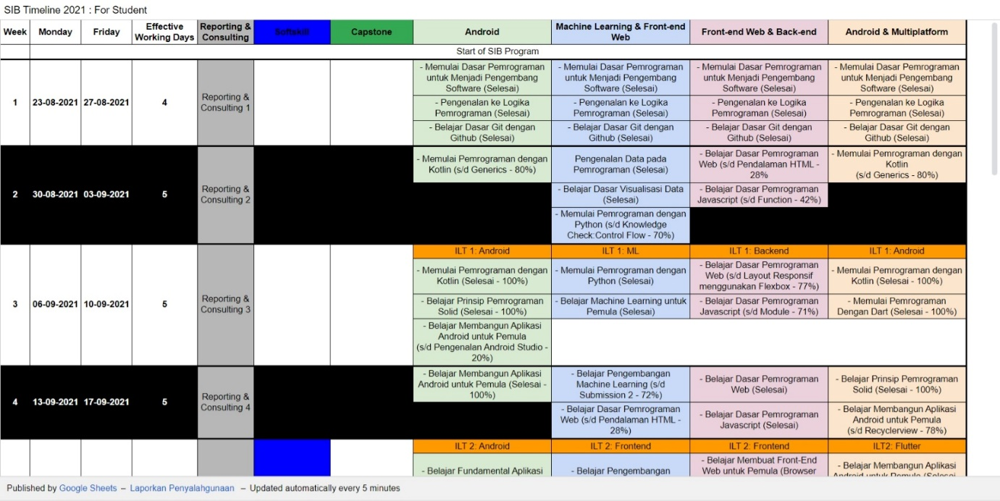 SIB Timeline 2021 : For Student
Week
Monday
Friday
Effective
Working Days
Reporting &
Consulting
Softskill
Capstone
Android
Machine Learning & Front-end
Web
Front-end Web & Back-end
Android & Multiplatform
Start of SIB Program
1
23-08-2021
27-08-2021
4
Reporting &
Consulting 1
- Memulai Dasar Pemrograman
untuk Menjadi Pengembang
Software (Selesai)
- Pengenalan ke Logika
Pemrograman (Selesai)
- Belajar Dasar Git dengan
Github (Selesai)
- Memulai Dasar Pemrograman
untuk Menjadi Pengembang
Software (Selesai)
- Pengenalan ke Logika
Pemrograman (Selesai)
- Belajar Dasar Git dengan
Github (Selesai)
- Memulai Dasar Pemrograman
untuk Menjadi Pengembang
Software (Selesai)
- Pengenalan ke Logika
Pemrograman (Selesai)
- Belajar Dasar Git dengan
Github (Selesai)
- Memulai Dasar Pemrograman
untuk Menjadi Pengembang
Software (Selesai)
- Pengenalan ke Logika
Pemrograman (Selesai)
- Belajar Dasar Git dengan
Github (Selesai)
2
30-08-2021
03-09-2021
5
Reporting &
Consulting 2
- Memulai Pemrograman dengan
Kotlin (s/d Generics - 80%)
Pengenalan Data pada
Pemrograman (Selesai)
- Belajar Dasar Visualisasi Data
(Selesai)
- Memulai Pemrograman dengan
Python (s/d Knowledge
Check:Control Flow - 70%)
- Belajar Dasar Pemrograman
Web (s/d Pendalaman HTML -
28%
- Belajar Dasar Pemrograman
Javascript (s/d Function - 42%)
- Memulai Pemrograman dengan
Kotlin
(s/d Generics - 80%)
3
06-09-2021
10-09-2021
5
Reporting &
Consulting 3
ILT 1: Android
- Memulai Pemrograman dengan
Kotlin (Selesai - 100%)
- Belajar Prinsip Pemrograman
Solid (Selesai - 100%)
- Belajar Membangun Aplikasi
Android untuk Pemula
(s/d Pengenalan Android Studio -
20%)
ILT 1: ML
- Memulai Pemrograman dengan
Python (Selesai)
- Belajar Machine Learning untuk
Pemula (Selesai)
ILT 1: Backend
- Belajar Dasar Pemrograman
Web (s/d Layout Responsif
menggunakan Flexbox - 77%)
- Belajar Dasar Pemrograman
Javascript (s/d Module - 71%)
ILT 1: Android
- Memulai Pemrograman dengan
Kotlin (Selesai - 100%)
- Memulai Pemrograman
Dengan Dart (Selesai - 100%)
4
13-09-2021
17-09-2021
5
Reporting &
Consulting 4
- Belajar Membangun Aplikasi
Android untuk Pemula (Selesai -
100%)
- Belajar Pengembangan
Machine Learning (s/d
Submission 2 - 72%)
- Belajar Dasar Pemrograman
Web (s/d Pendalaman HTML -
28%)
- Belajar Dasar Pemrograman
Web (Selesai)
- Belajar Dasar Pemrograman
Javascript (Selesai)
- Belajar Prinsip Pemrograman
Solid (Selesai - 100%)
- Belajar Membangun Aplikasi
Android untuk Pemula
(s/d Recyclerview - 78%)
ILT 2: Android
- Belajar Fundamental Aplikasi
ILT 2: Frontend
- Belajar Pengembangan
ILT 2: Frontend
- Belajar Membuat Front-End
Web untuk Pemula (Browser
ILT2: Flutter
- Belajar Membangun Aplikasi
Android untuk Pemula (Selesai
Published by Google Sheets – Laporkan Penyalahgunaan – Updated automatically every 5 minutes